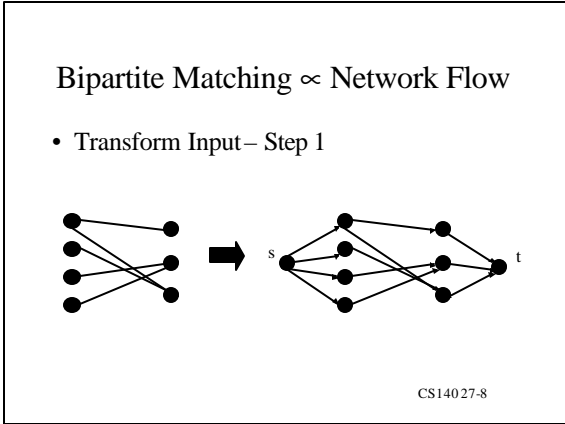 Bipartite Matching ∝ Network Flow
• Transform Input – Step 1
s
t
CS140 27-8